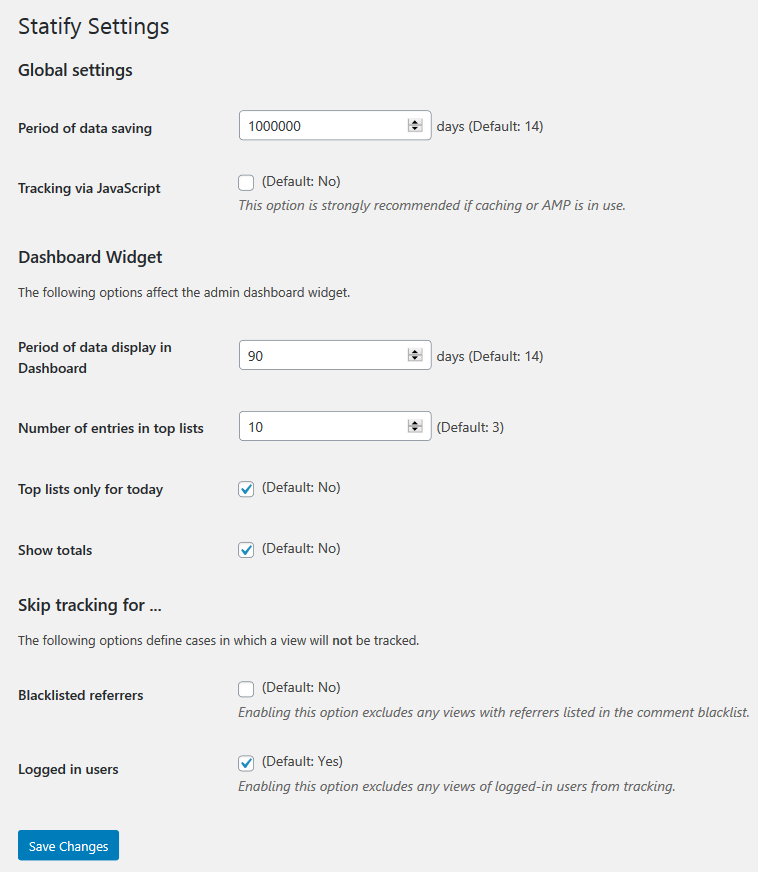 Statify Settings
Global settings
Period of data saving 1000000 days (Default: 14)
Tracking via JavaScript (Default: No)
This option is strongly recommended if caching or AMP is in use.
Dashboard Widget
The following options affect the admin dashboard widget.
Period of data display in
Dashboard
90 days (Default: 14)
Number of entries in top lists 10 (Default: 3)
Top lists only for today (Default: No)
Show totals (Default: No)
Skip tracking for ...
The following options define cases in which a view will not be tracked.
Blacklisted referrers (Default: No)
Enabling this option excludes any views with referrers listed in the comment blacklist.
Logged in users (Default: Yes)
Enabling this option excludes any views of logged-in users from tracking.
Save Changes